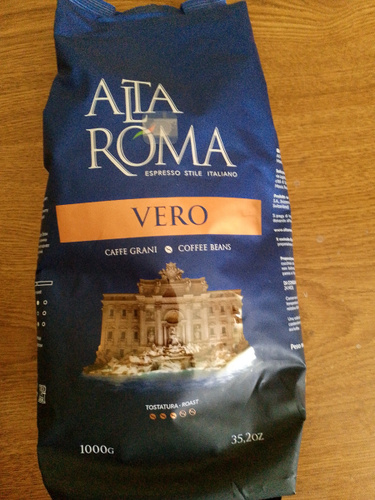 ALTA
ROMA
ESPRESSO STILE ITALIANO
VERO
CAFFE GRANI COFFEE BEANS
TOSTATURA • ROAST
1000G 35,2OZ